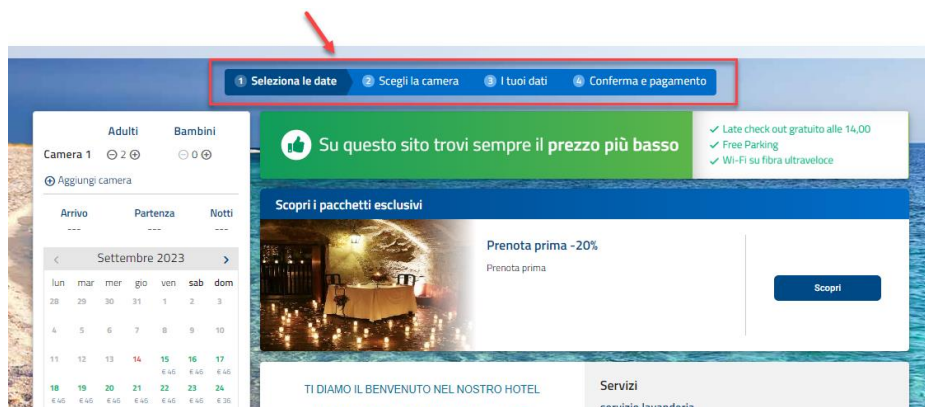 1 Seleziona le date 2 Scegli la camera 3 I tuoi dati 4 Conferma e pagamento
Adulti Bambini
Camera 1 2 0
Aggiungi camera
Arrivo Partenza Notti
--- --- ---
< Settembre 2023 >
lun mar mer gio ven sab dom
28 29 30 31 1 2 3
4 5 6 7 8 9 10
11 12 13 14 15 16 17
€ 46 € 46 € 46
18 19 20 21 22 23 24
€ 46 € 46 € 46 € 46 € 46 € 46 € 36
Su questo sito trovi sempre il prezzo più basso
Late check out gratuito alle 14,00
Free Parking
Wi-Fi su fibra ultraveloce
Scopri i pacchetti esclusivi
Prenota prima -20%
Prenota prima
Scopri
TI DIAMO IL BENVENUTO NEL NOSTRO HOTEL
Servizi
servizio lavanderia